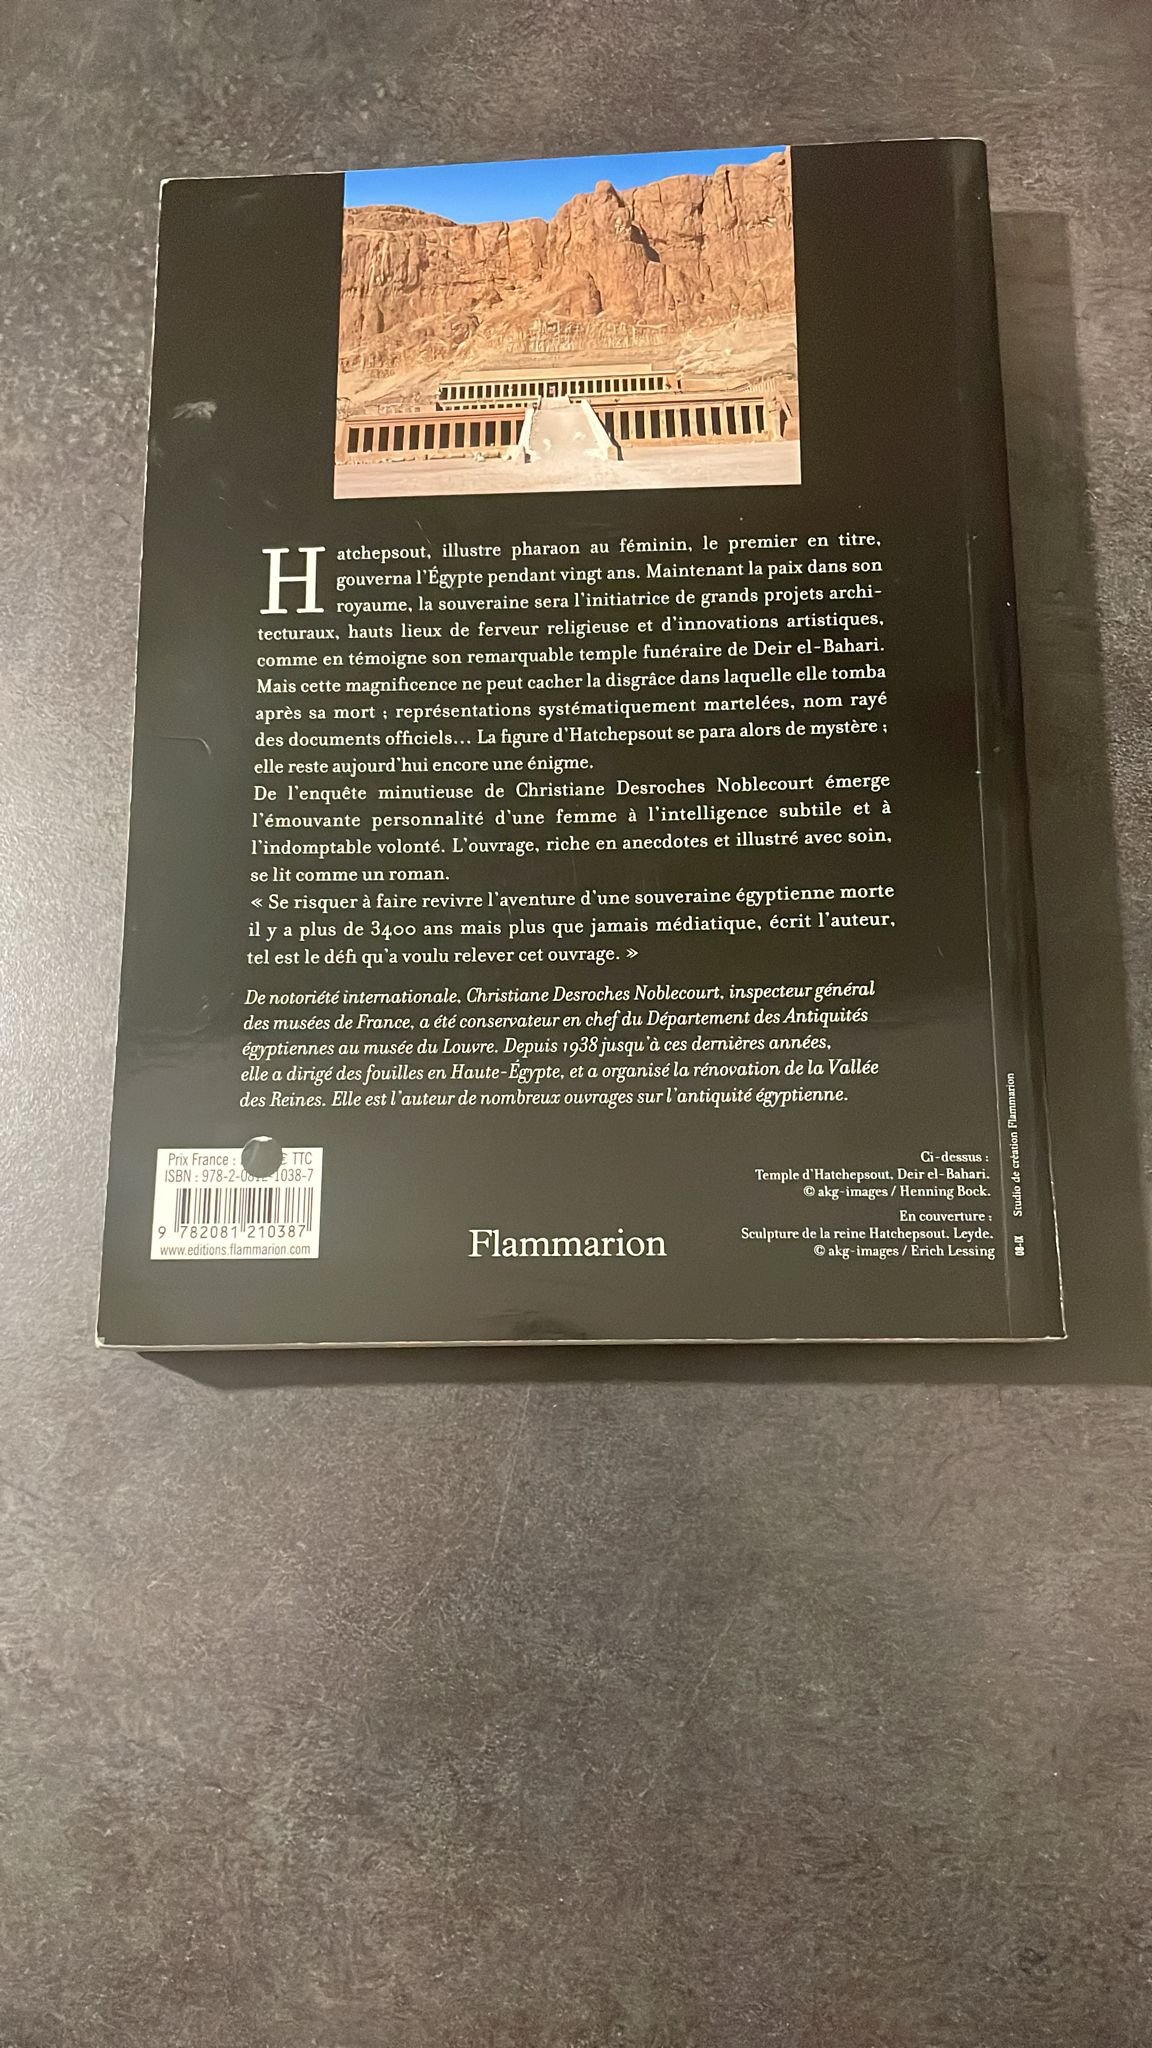 Hatchepsout, illustre pharaon au féminin, le premier en titre,
gouverna l'Égypte pendant vingt ans. Maintenant la paix dans son
royaume, la souveraine sera l'initiatrice de grands projets archi-
tecturaux, hauts lieux de ferveur religieuse et d'innovations artistiques,
comme en témoigne son remarquable temple funéraire de Deir el-Bahari.
Mais cette magnificence ne peut cacher la disgrâce dans laquelle elle tomba
après sa mort ; représentations systématiquement martelées, nom rayé
des documents officiels... La figure d'Hatchepsout se para alors de mystère ;
elle reste aujourd'hui encore une énigme.
De l'enquête minutieuse de Christiane Desroches Noblecourt émerge
l'émouvante personnalité d'une femme à l'intelligence subtile et à
l'indomptable volonté. L'ouvrage, riche en anecdotes et illustré avec soin,
se lit comme un roman.
« Se risquer à faire revivre l'aventure d'une souveraine égyptienne morte
il y a plus de 3400 ans mais plus que jamais médiatique, écrit l'auteur,
tel est le défi qu'a voulu relever cet ouvrage. »
De notoriété internationale, Christiane Desroches Noblecourt, inspecteur général
des musées de France, a été conservateur en chef du Département des Antiquités
égyptiennes au musée du Louvre. Depuis 1938 jusqu'à ces dernières années,
elle a dirigé des fouilles en Haute-Égypte, et a organisé la rénovation de la Vallée
des Reines. Elle est l'auteur de nombreux ouvrages sur l'antiquité égyptienne.
Prix France : € TTC
ISBN : 978-2-0812-1038-7
9 782081 210387
www.editions.flammarion.com
Flammarion
Ci-dessus :
Temple d'Hatchepsout, Deir el-Bahari.
© akg-images / Henning Bock.
En couverture :
Sculpture de la reine Hatchepsout. Leyde.
© akg-images / Erich Lessing
Studio de création Flammarion
08-IX